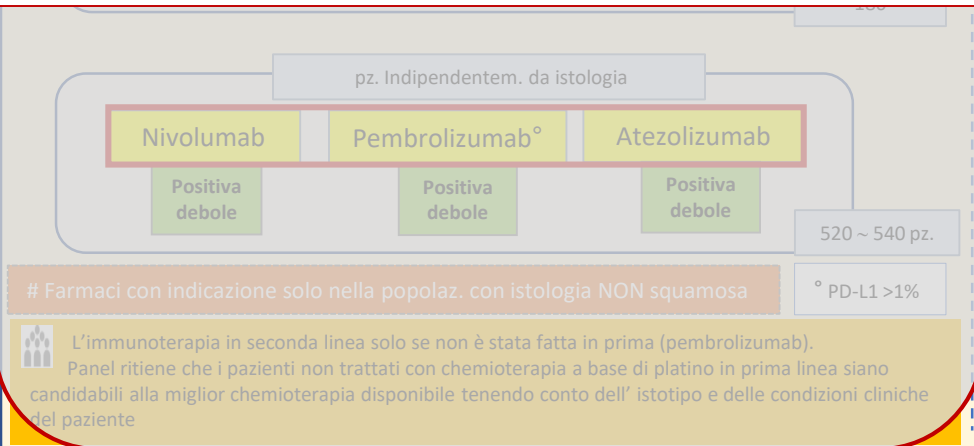 180
pz. Indipendentem. da istologia
Nivolumab Pembrolizumab° Atezolizumab
Positiva debole Positiva debole Positiva debole
520 ~ 540 pz.
# Farmaci con indicazione solo nella popolaz. con istologia NON squamosa
° PD-L1 >1%
L’immunoterapia in seconda linea solo se non è stata fatta in prima (pembrolizumab).
Panel ritiene che i pazienti non trattati con chemioterapia a base di platino in prima linea siano
candidabili alla miglior chemioterapia disponibile tenendo conto dell’ istotipo e delle condizioni cliniche
del paziente